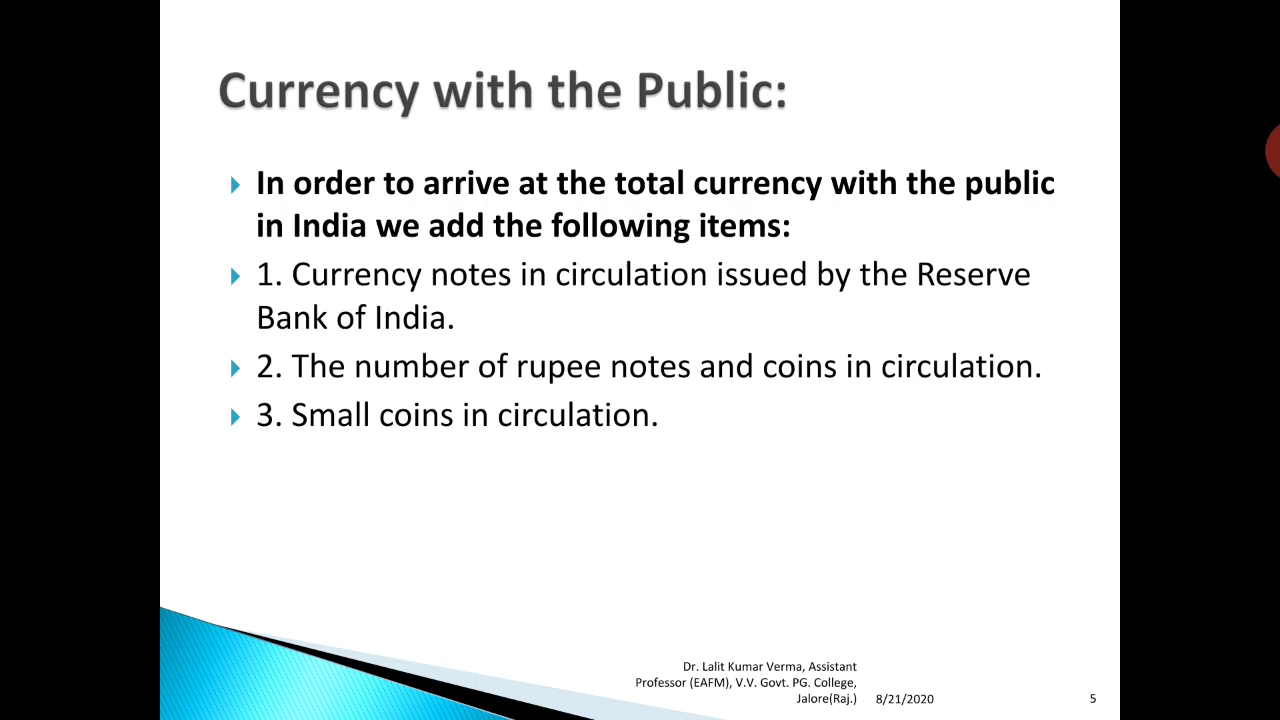 Currency with the Public:
In order to arrive at the total currency with the public
in India we add the following items:
1. Currency notes in circulation issued by the Reserve
Bank of India.
2. The number of rupee notes and coins in circulation.
3. Small coins in circulation.
Dr. Lalit Kumar Verma, Assistant
Professor (EAFM), V.V. Govt. PG. College,
Jalore(Raj.)
8/21/2020
5